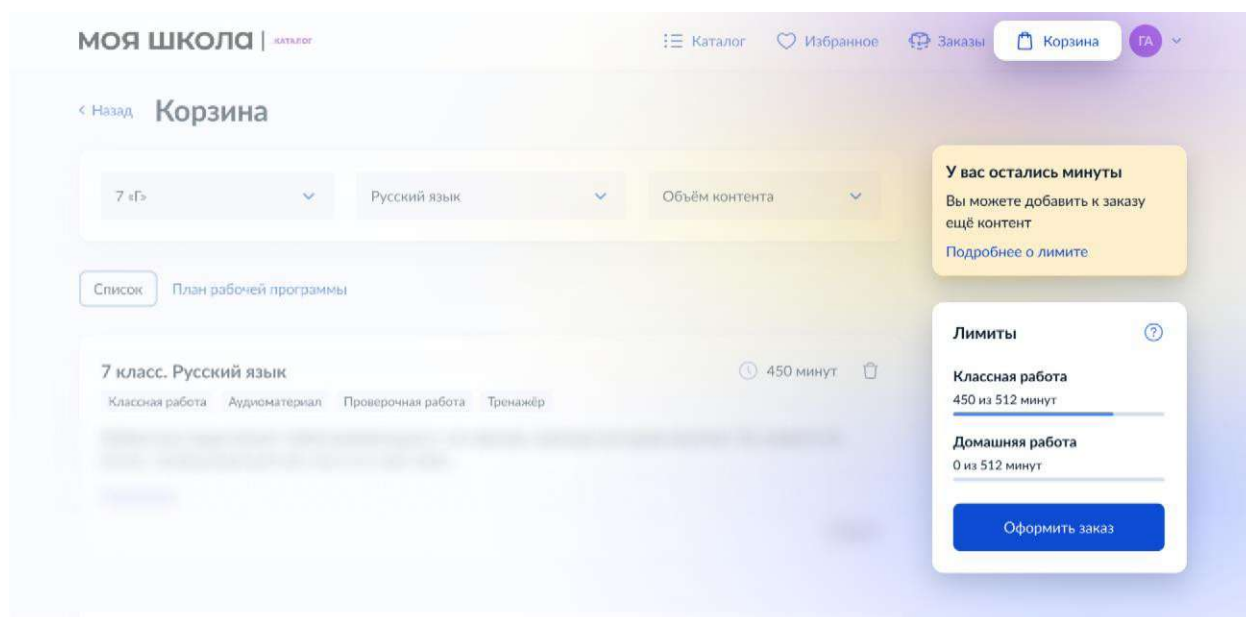 моя школа | каталог
Каталог Избранное Заказы Корзина ГА
Назад Корзина
7 «Г» Русский язык Объём контента
У вас остались минуты
Вы можете добавить к заказу
ещё контент
Подробнее о лимите
Список План рабочей программы
7 класс. Русский язык 450 минут
Классная работа Аудиоматериал Проверочная работа Тренажёр
Лимиты ?
Классная работа
450 из 512 минут
Домашняя работа
0 из 512 минут
Оформить заказ